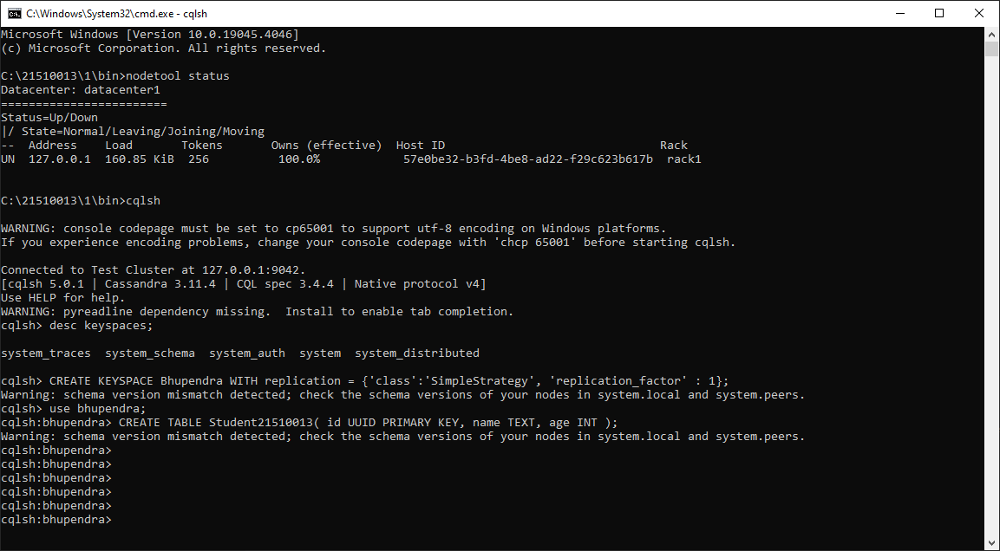 C:\Windows\System32\cmd.exe - cqlsh
Microsoft Windows [Version 10.0.19045.4046]
(c) Microsoft Corporation. All rights reserved.
C:\21510013\1\bin>nodetool status
Datacenter: datacenter1
========================
Status=Up/Down
|/ State=Normal/Leaving/Joining/Moving
--  Address    Load       Tokens       Owns (effective)  Host ID                               Rack
UN  127.0.0.1  160.85 KiB  256          100.0%            57e0be32-b3fd-4be8-ad22-f29c623b617b  rack1
C:\21510013\1\bin>cqlsh
WARNING: console codepage must be set to cp65001 to support utf-8 encoding on Windows platforms.
If you experience encoding problems, change your console codepage with 'chcp 65001' before starting cqlsh.
Connected to Test Cluster at 127.0.0.1:9042.
[cqlsh 5.0.1 | Cassandra 3.11.4 | CQL spec 3.4.4 | Native protocol v4]
Use HELP for help.
WARNING: pyreadline dependency missing.  Install to enable tab completion.
cqlsh> desc keyspaces;
system_traces  system_schema  system_auth  system  system_distributed
cqlsh> CREATE KEYSPACE Bhupendra WITH replication = {'class':'SimpleStrategy', 'replication_factor' : 1};
Warning: schema version mismatch detected; check the schema versions of your nodes in system.local and system.peers.
cqlsh> use bhupendra;
cqlsh:bhupendra> CREATE TABLE Student21510013( id UUID PRIMARY KEY, name TEXT, age INT );
Warning: schema version mismatch detected; check the schema versions of your nodes in system.local and system.peers.
cqlsh:bhupendra>
cqlsh:bhupendra>
cqlsh:bhupendra>
cqlsh:bhupendra>
cqlsh:bhupendra>
cqlsh:bhupendra>